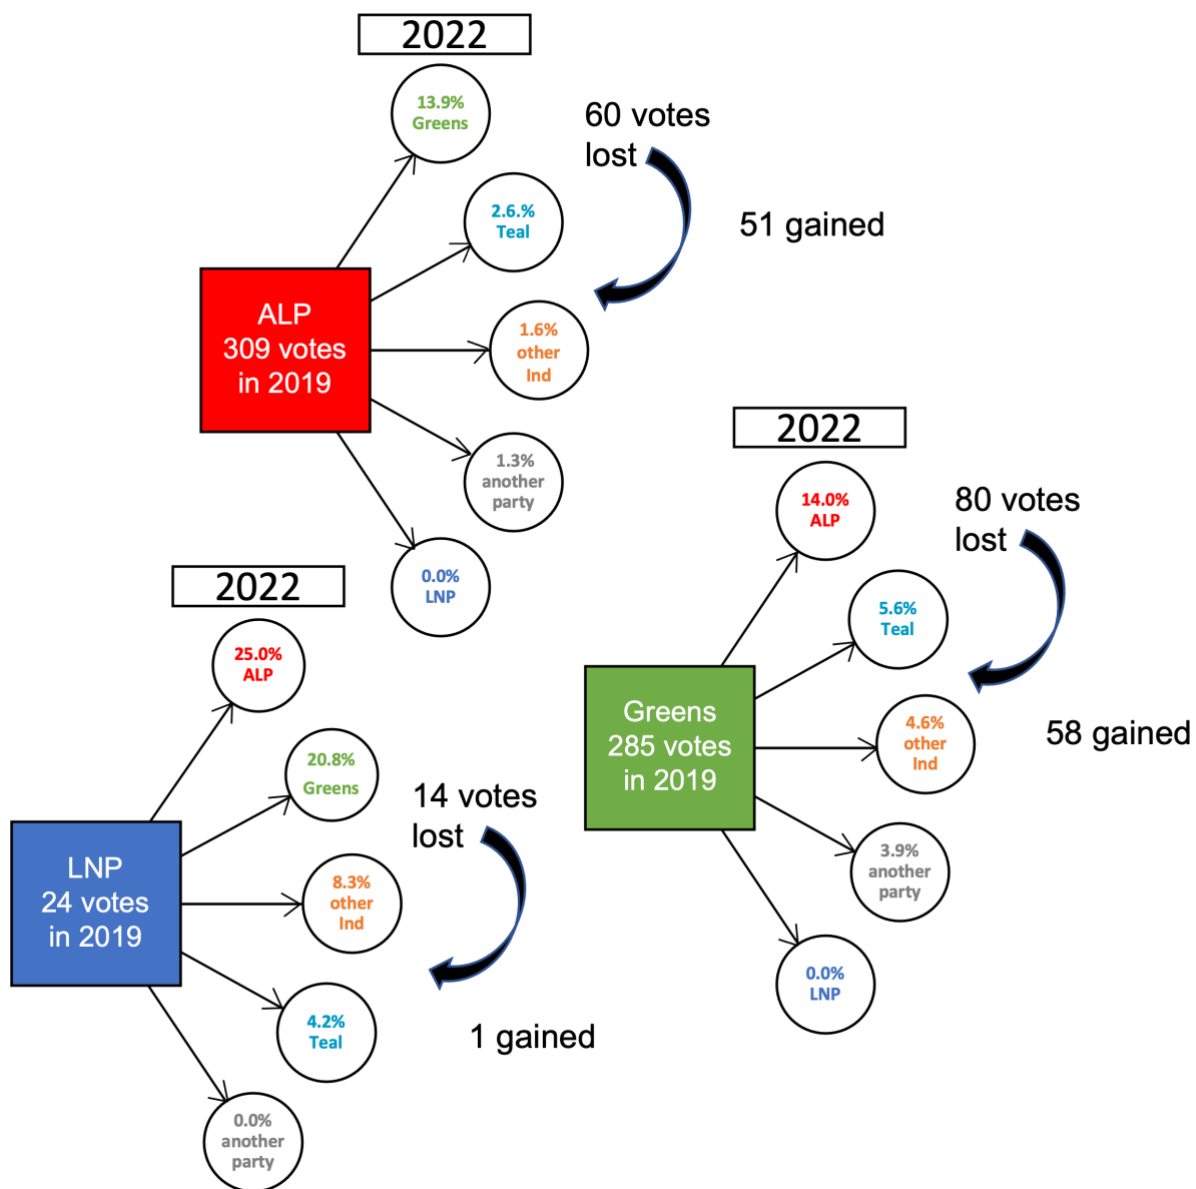 2022
13.9%
Greens
60 votes
lost
2.6.%
Teal
51 gained
ALP
309 votes
in 2019
1.6%
other
Ind
1.3%
another
party
0.0%
LNP
2022
14.0%
ALP
80 votes
lost
5.6%
Teal
Greens
285 votes
in 2019
4.6%
other
Ind
58 gained
3.9%
another
party
0.0%
LNP
2022
25.0%
ALP
20.8%
Greens
14 votes
lost
LNP
24 votes
in 2019
8.3%
other
Ind
4.2%
Teal
1 gained
0.0%
another
party